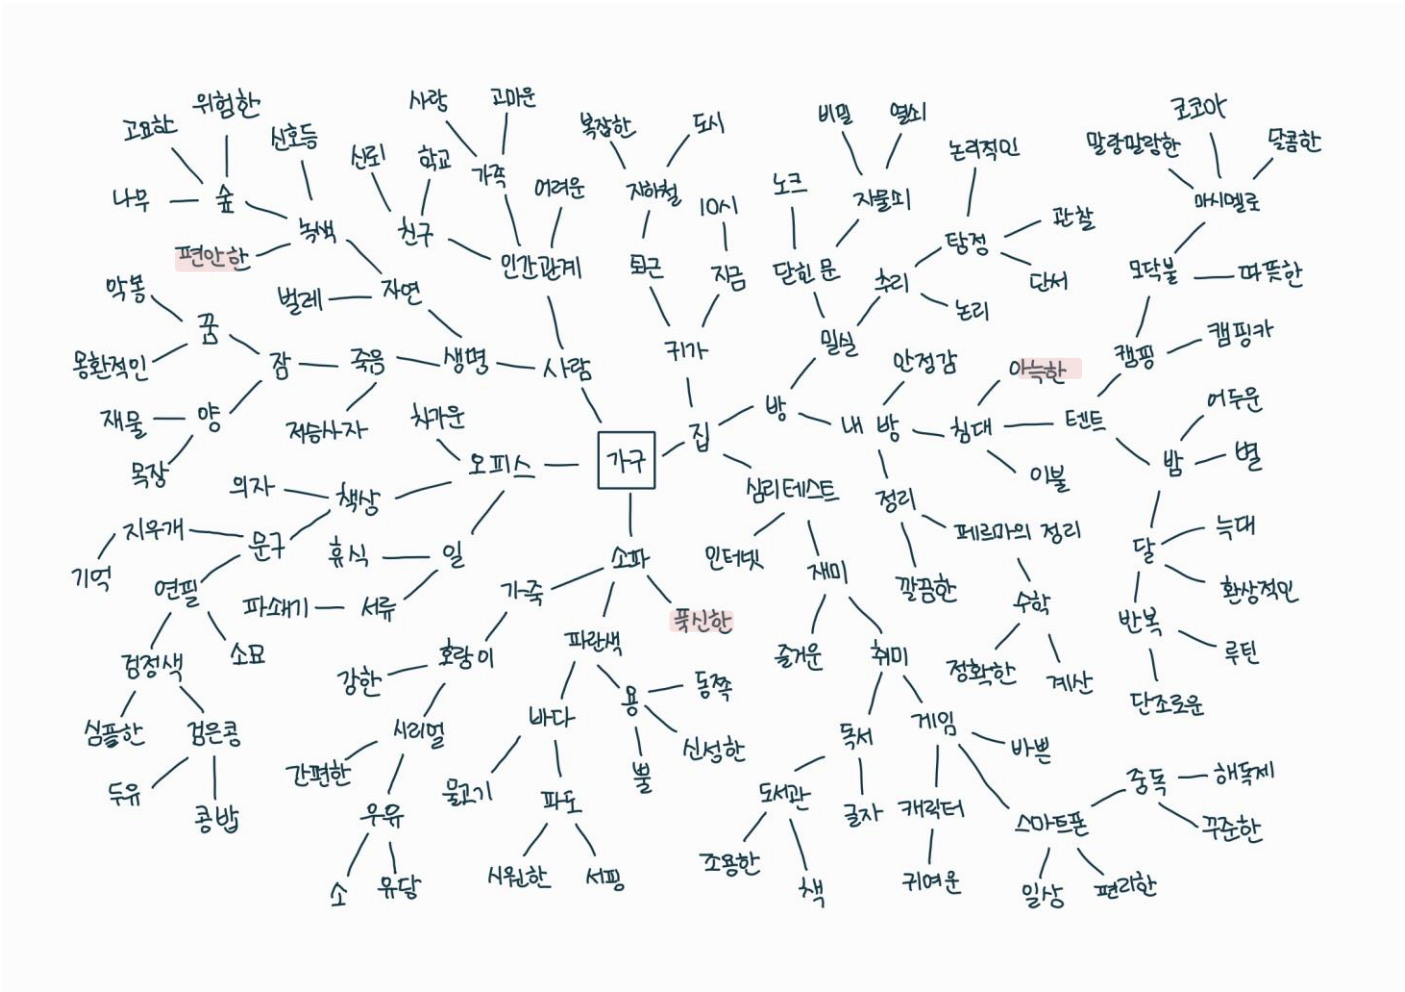 사랑
고마운
위험한
고요한
신호등
복잡한
도시
비밀
열쇠
코코아
논리적인
말랑말랑한
달콤한
신뢰
학교
가족
어려운
지하철
10시
노크
자물쇠
마시멜로
나무
숲
녹색
친구
관찰
탐정
편안한
인간관계
퇴근
지금
닫힌 문
추리
단서
모닥불
따뜻한
악몽
벌레
자연
논리
꿈
캠핑카
몽환적인
잠
죽음
생명
사람
귀가
밀실
안정감
아늑한
캠핑
재물
양
저승사자
차가운
방
내 방
침대
텐트
어두운
목장
오피스
가구
집
밤
별
의자
책상
심리테스트
정리
이불
지우개
문구
휴식
일
소파
인터넷
재미
페르마의 정리
달
늑대
기억
연필
파쇄기
서류
가죽
푹신한
깔끔한
수학
환상적인
반복
검정색
소묘
강한
호랑이
파란색
즐거운
취미
정확한
계산
루틴
단조로운
심플한
검은콩
시리얼
바다
용
동쪽
신성한
독서
게임
바쁜
두유
콩밥
간편한
우유
물고기
파도
뿔
도서관
글자
캐릭터
스마트폰
중독
해독제
꾸준한
소
유당
시원한
서핑
조용한
책
귀여운
일상
편리한